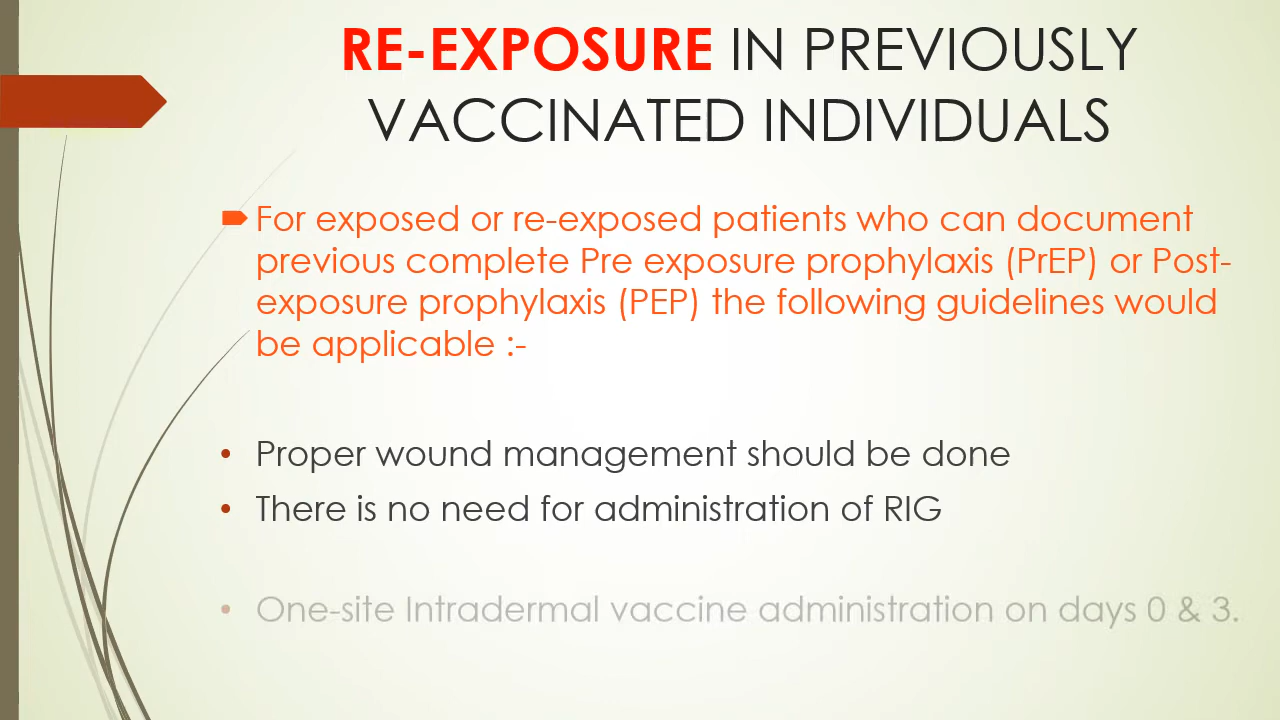 RE-EXPOSURE IN PREVIOUSLY
VACCINATED INDIVIDUALS
For exposed or re-exposed patients who can document
previous complete Pre exposure prophylaxis (PrEP) or Post-
exposure prophylaxis (PEP) the following guidelines would
be applicable :-
• Proper wound management should be done
• There is no need for administration of RIG
• One-site Intradermal vaccine administration on days 0 & 3.